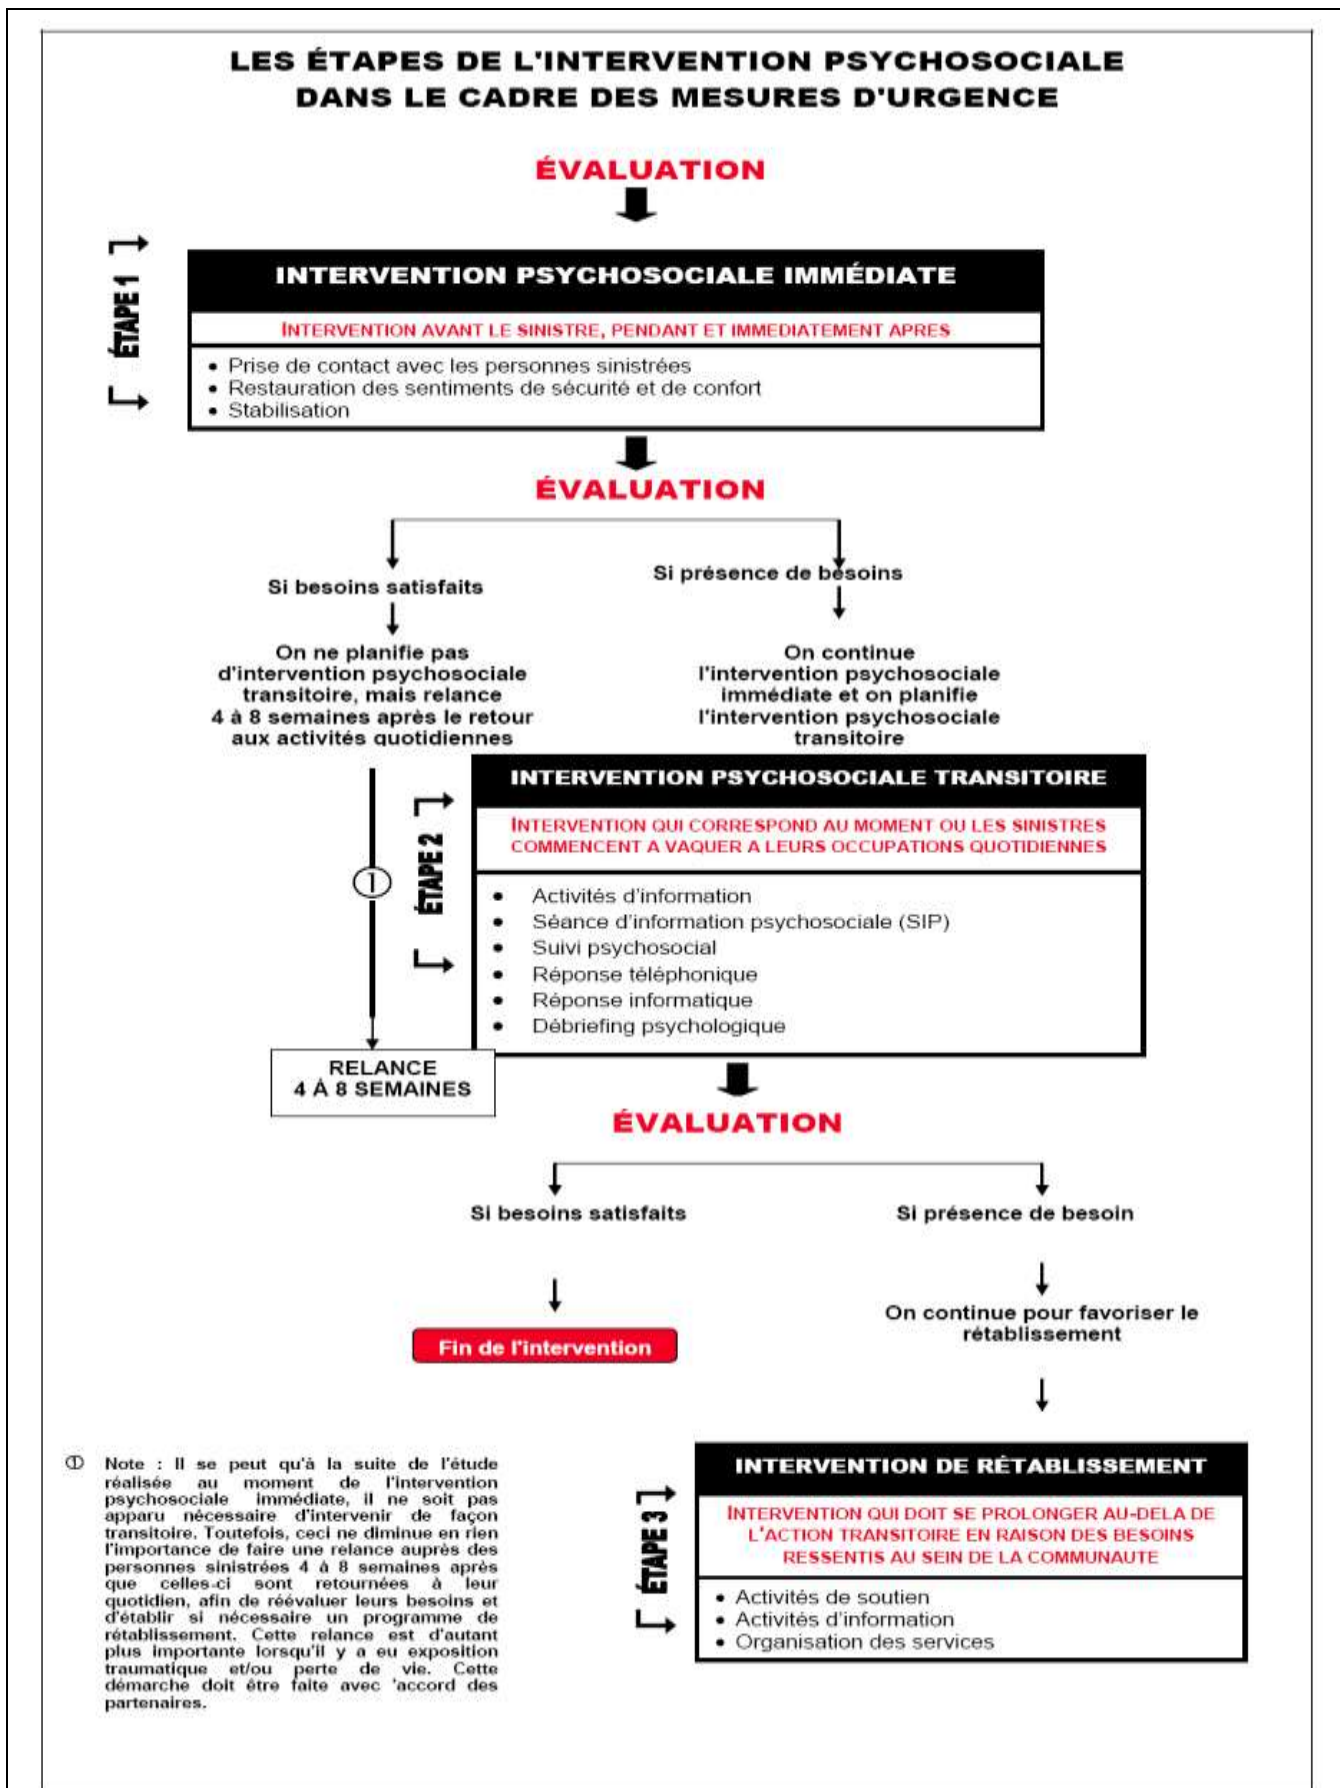 LES ÉTAPES DE L'INTERVENTION PSYCHOSOCIALE
DANS LE CADRE DES MESURES D'URGENCE
ÉVALUATION
ÉTAPE 1
INTERVENTION PSYCHOSOCIALE IMMÉDIATE
INTERVENTION AVANT LE SINISTRE, PENDANT ET IMMEDIATEMENT APRES
• Prise de contact avec les personnes sinistrées
• Restauration des sentiments de sécurité et de confort
• Stabilisation
ÉVALUATION
Si besoins satisfaits
Si présence de besoins
On ne planifie pas
d'intervention psychosociale
transitoire, mais relance
4 à 8 semaines après le retour
aux activités quotidiennes
On continue
l'intervention psychosociale
immédiate et on planifie
l'intervention psychosociale
transitoire
①
ÉTAPE 2
INTERVENTION PSYCHOSOCIALE TRANSITOIRE
INTERVENTION QUI CORRESPOND AU MOMENT OU LES SINISTRES
COMMENCENT A VAQUER A LEURS OCCUPATIONS QUOTIDIENNES
• Activités d'information
• Séance d'information psychosociale (SIP)
• Suivi psychosocial
• Réponse téléphonique
• Réponse informatique
• Débriefing psychologique
RELANCE
4 À 8 SEMAINES
ÉVALUATION
Si besoins satisfaits
Si présence de besoin
On continue pour favoriser le
rétablissement
Fin de l'intervention
① Note : Il se peut qu'à la suite de l'étude
réalisée au moment de l'intervention
psychosociale immédiate, il ne soit pas
apparu nécessaire d'intervenir de façon
transitoire. Toutefois, ceci ne diminue en rien
l'importance de faire une relance auprès des
personnes sinistrées 4 à 8 semaines après
que celles-ci sont retournées à leur
quotidien, afin de réévaluer leurs besoins et
d'établir si nécessaire un programme de
rétablissement. Cette relance est d'autant
plus importante lorsqu'il y a eu exposition
traumatique et/ou perte de vie. Cette
démarche doit être faite avec 'accord des
partenaires.
ÉTAPE 3
INTERVENTION DE RÉTABLISSEMENT
INTERVENTION QUI DOIT SE PROLONGER AU-DELA DE
L'ACTION TRANSITOIRE EN RAISON DES BESOINS
RESSENTIS AU SEIN DE LA COMMUNAUTE
• Activités de soutien
• Activités d'information
• Organisation des services